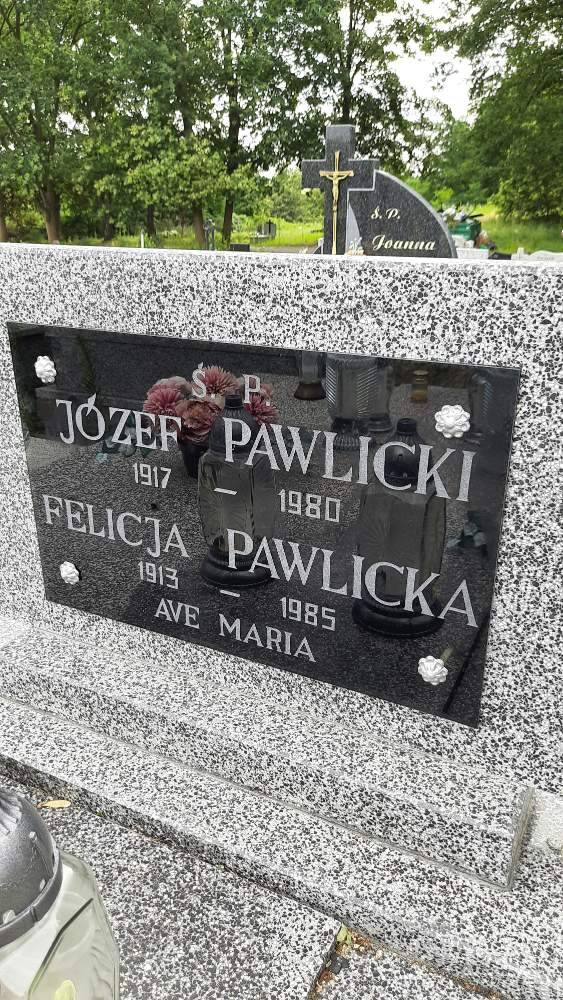 Ś. P.
Joanna
Ś. P.
JÓZEF PAWLICKI
1917 – 1980
FELICJA PAWLICKA
1913 – 1985
AVE MARIA